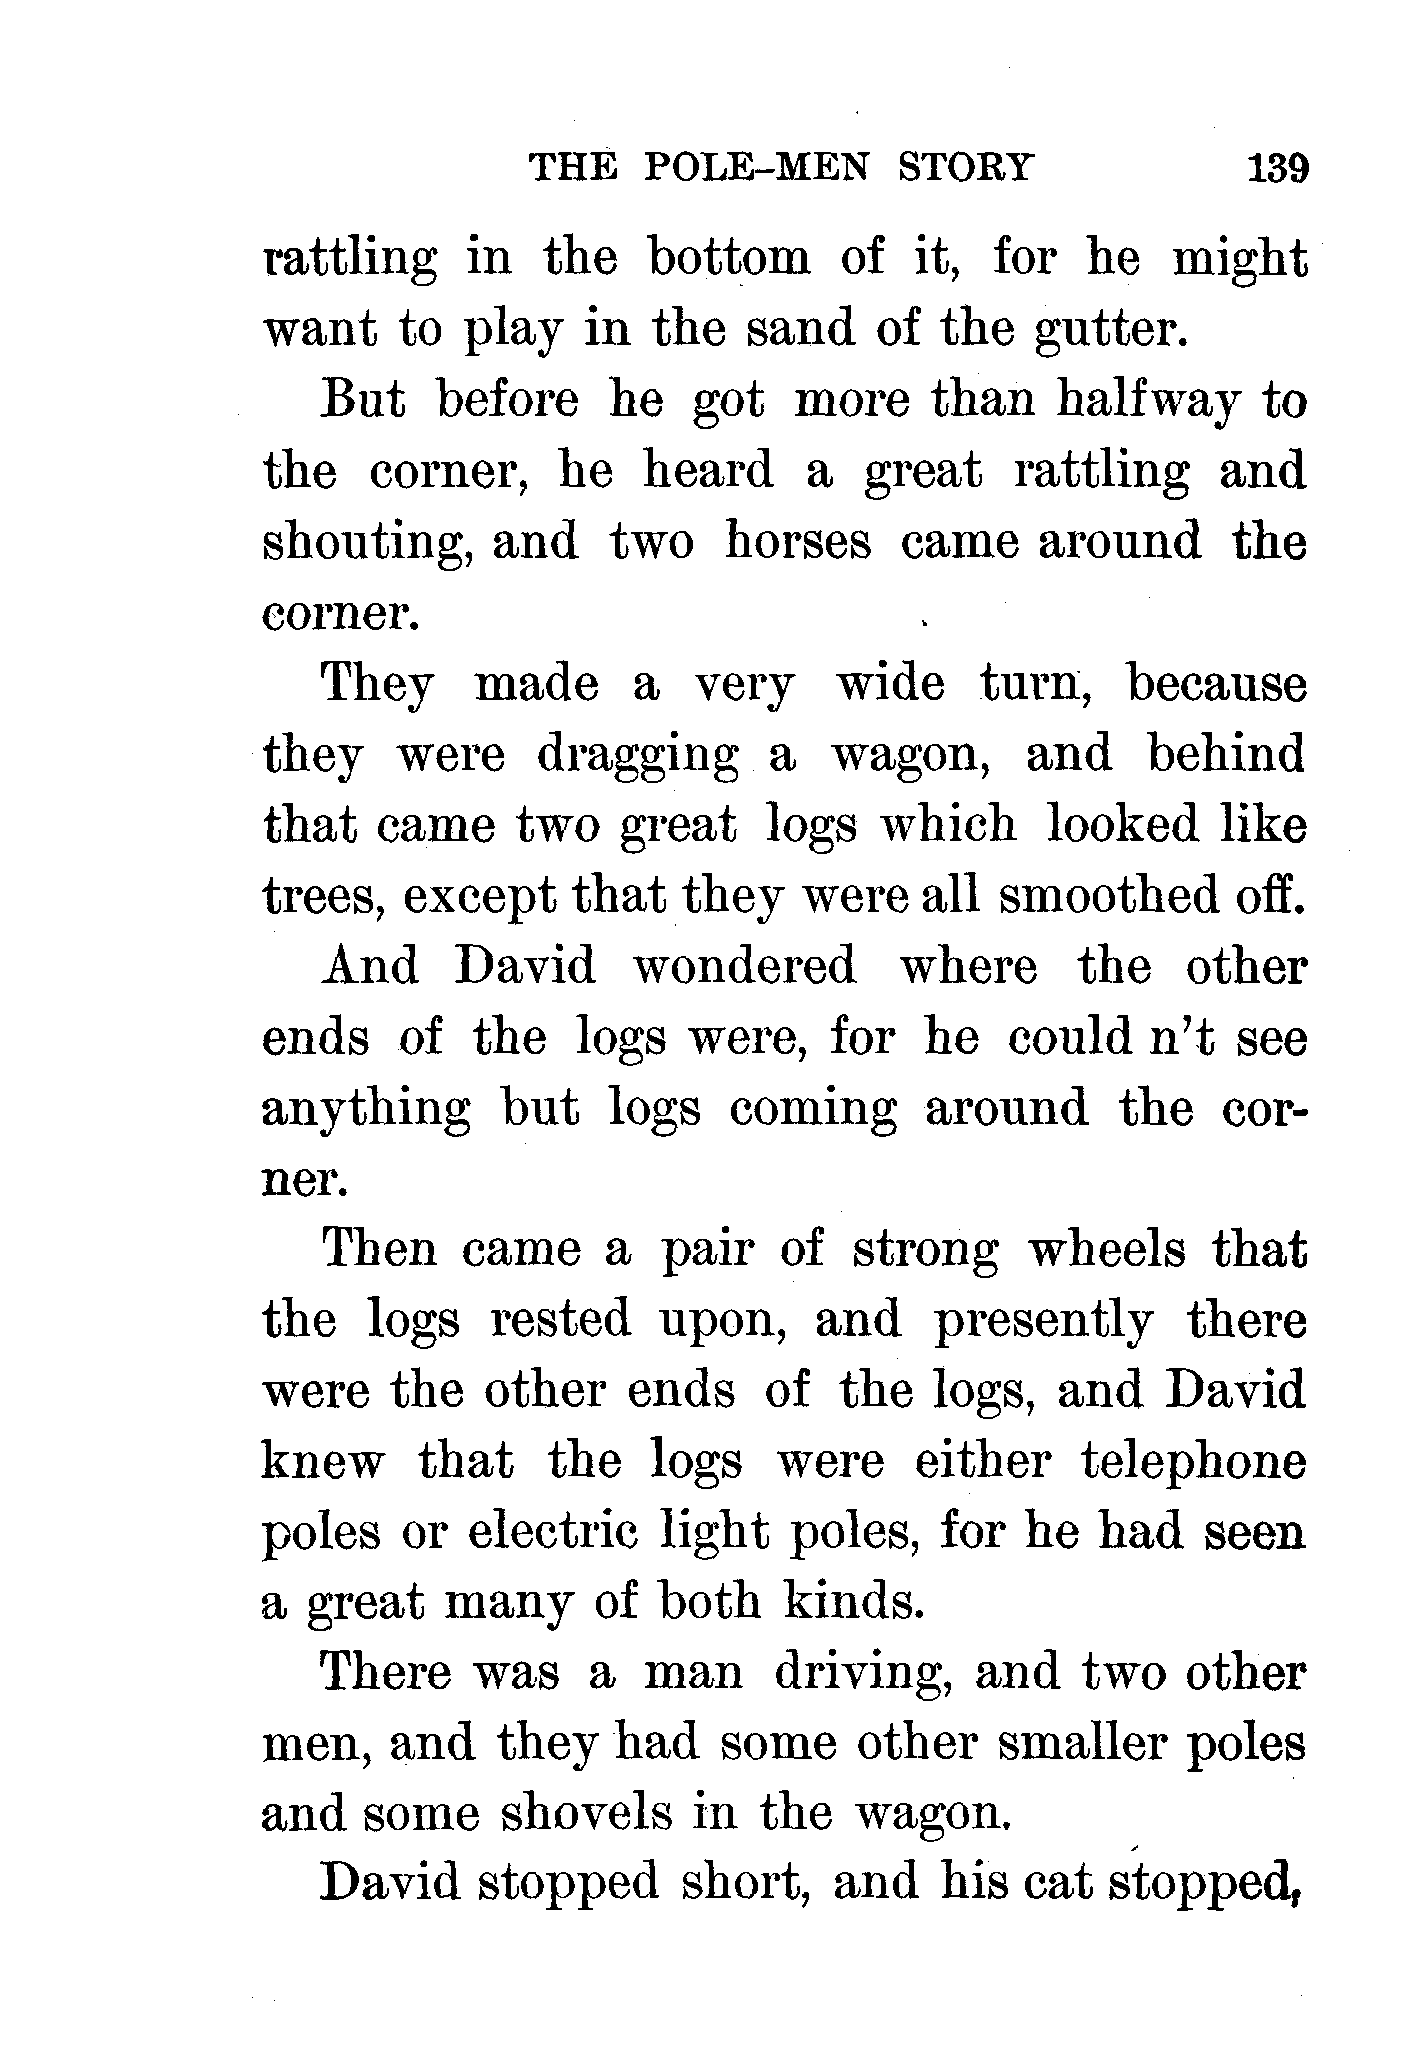 THE POLE-MEN STORY 139
rattling in the bottom of it, for he might
want to play in the sand of the gutter.
But before he got more than halfway to
the corner, he heard a great rattling and
shouting, and two horses came around the
corner.
They made a very wide turn, because
they were dragging a wagon, and behind
that came two great logs which looked like
trees, except that they were all smoothed off.
And David wondered where the other
ends of the logs were, for he could n't see
anything but logs coming around the cor-
ner.
Then came a pair of strong wheels that
the logs rested upon, and presently there
were the other ends of the logs, and David
knew that the logs were either telephone
poles or electric light poles, for he had seen
a great many of both kinds.
There was a man driving, and two other
men, and they had some other smaller poles
and some shovels in the wagon.
David stopped short, and his cat stopped,